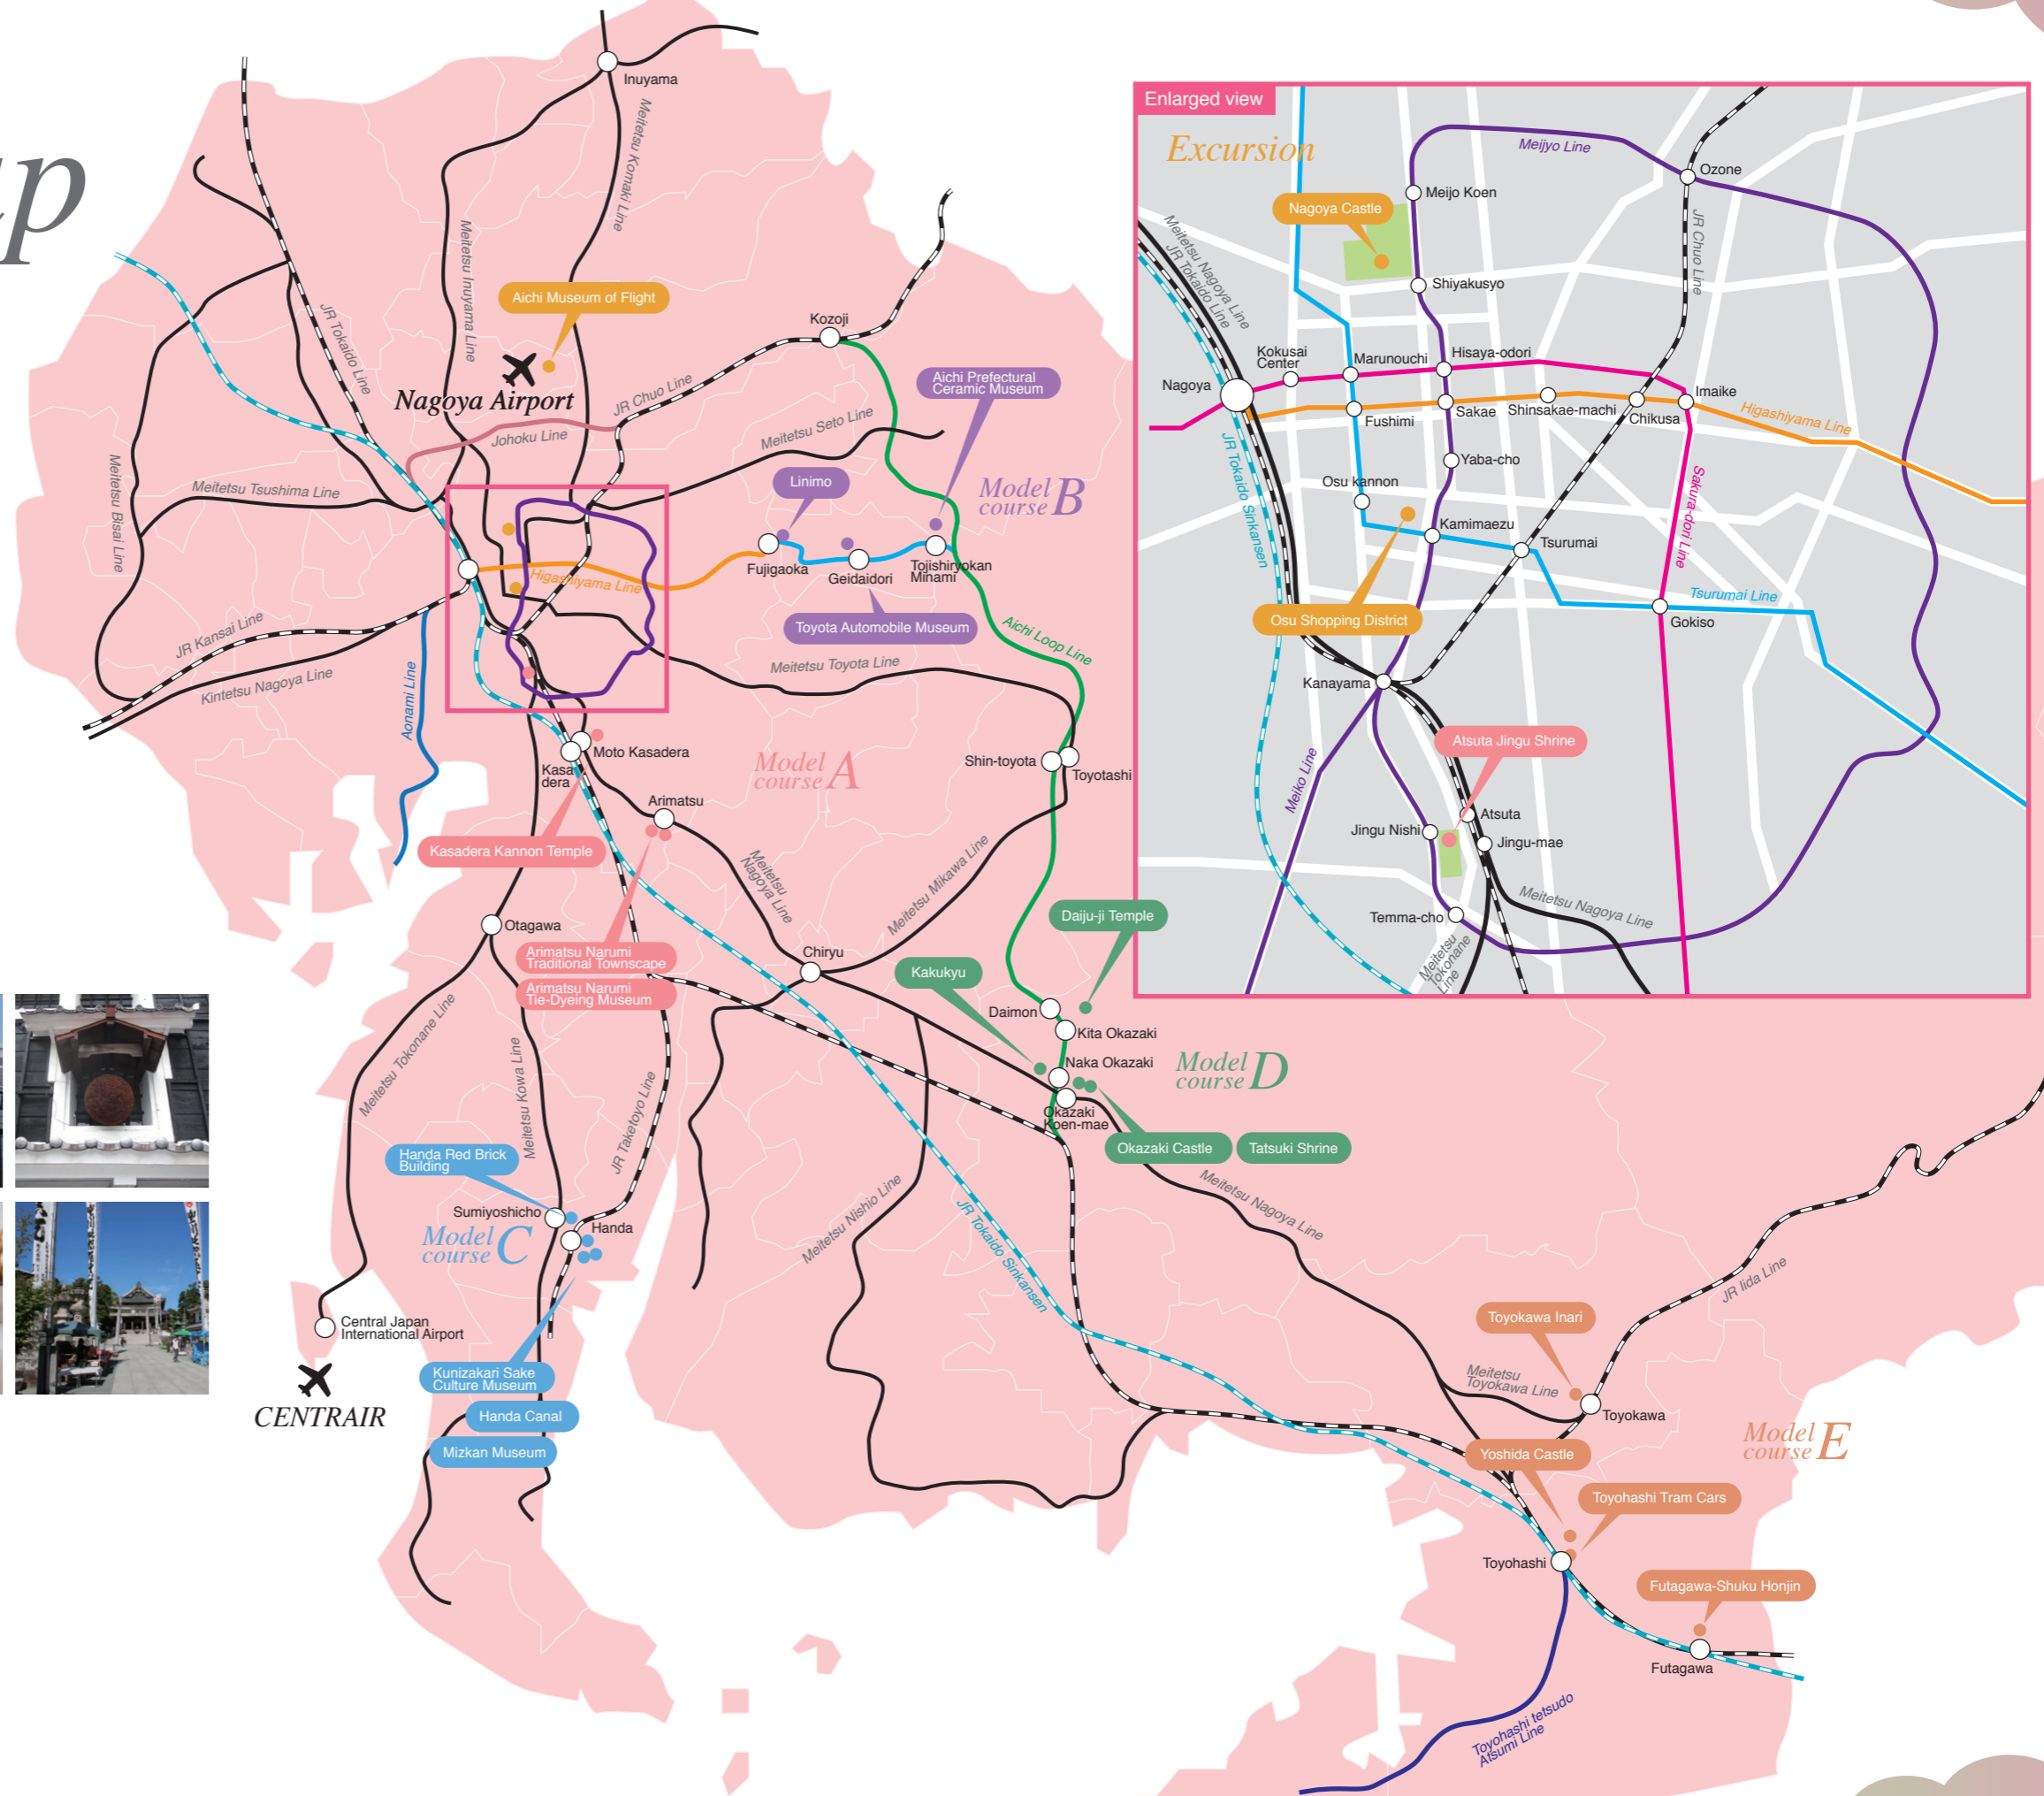 ap
Inuyama
Meitetsu Komaki Line
Meitetsu Inuyama Line
JR Tokaido Line
Aichi Museum of Flight
Nagoya Airport
Kozoji
JR Chuo Line
Johoku Line
Meitetsu Seto Line
Aichi Prefectural
Ceramic Museum
Linimo
Model
course B
Meitetsu Bisai Line
Meitetsu Tsushima Line
Higashiyama Line
Fujigaoka
Geidaidori
Tojishiryokan
Minami
Toyota Automobile Museum
Aichi Loop Line
JR Kansai Line
Kintetsu Nagoya Line
Aonami Line
Meitetsu Toyota Line
Moto Kasadera
Kasa
dera
Model
course A
Shin-toyota
Toyotashi
Arimatsu
Kasadera Kannon Temple
Meitetsu
Nagoya Line
Meitetsu Mikawa Line
Otagawa
Arimatsu Narumi
Traditional Townscape
Arimatsu Narumi
Tie-Dyeing Museum
Chiryu
Daiju-ji Temple
Kakukyu
Daimon
Kita Okazaki
Naka Okazaki
Okazaki
Koen-mae
Model
course D
Okazaki Castle
Tatsuki Shrine
Meitetsu Tokonane Line
Meitetsu Kowa Line
JR Taketoyo Line
Handa Red Brick
Building
Sumiyoshicho
Handa
Model
course C
Meitetsu Nishio Line
JR Tokaido Sinkansen
Meitetsu Nagoya Line
Central Japan
International Airport
CENTRAIR
Kunizakari Sake
Culture Museum
Handa Canal
Mizkan Museum
JR Iida Line
Toyokawa Inari
Meitetsu
Toyokawa Line
Toyokawa
Model
course E
Yoshida Castle
Toyohashi Tram Cars
Toyohashi
Futagawa-Shuku Honjin
Futagawa
Toyohashi tetsudo
Atsumi Line
Enlarged view
Excursion
Meijyo Line
Ozone
Meijo Koen
Nagoya Castle
Meitetsu Nagoya Line
JR Tokaido Line
JR Chuo Line
Shiyakusyo
Kokusai
Center
Marunouchi
Hisaya-odori
Nagoya
Imaike
Fushimi
Sakae
Shinsakae-machi
Chikusa
Higashiyama Line
JR Tokaido Sinkansen
Yaba-cho
Osu kannon
Sakura-dori Line
Kamimaezu
Tsurumai
Tsurumai Line
Osu Shopping District
Gokiso
Kanayama
Meiko Line
Atsuta Jingu Shrine
Atsuta
Jingu Nishi
Jingu-mae
Meitetsu Nagoya Line
Temma-cho
Meitetsu
Tokonane
Line